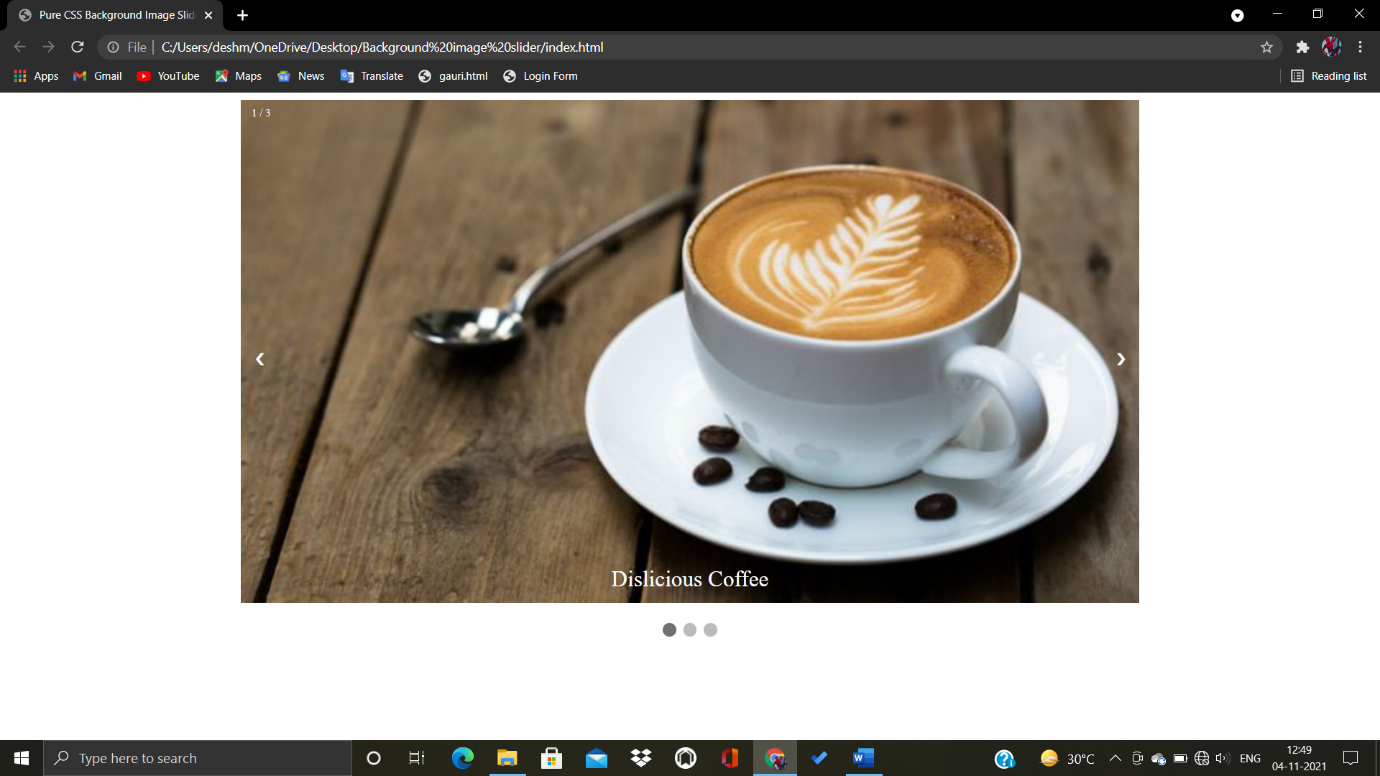 Pure CSS Background Image Slid
File
C:/Users/deshm/OneDrive/Desktop/Background%20image%20slider/index.html
Apps Gmail YouTube Maps News Translate gauri.html Login Form Reading list
1 / 3
❮ ❯
Dislicious Coffee
Type here to search
30°C ENG
12:49
04-11-2021